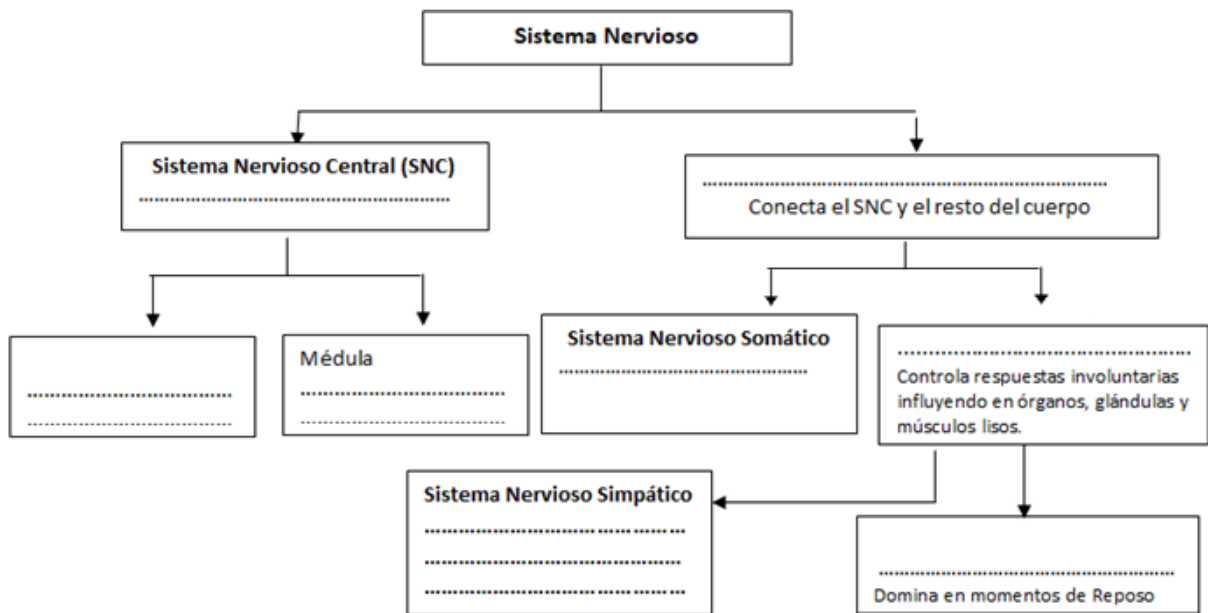 Sistema Nervioso
Sistema Nervioso Central (SNC)
................................................................
................................................................................
Conecta el SNC y el resto del cuerpo
..........................................
..........................................
Médula
..........................................
..........................................
Sistema Nervioso Somático
..................................................
..........................................................
Controla respuestas involuntarias
influyendo en órganos, glándulas y
músculos lisos.
Sistema Nervioso Simpático
......................................................
......................................................
......................................................
............................................................
Domina en momentos de Reposo